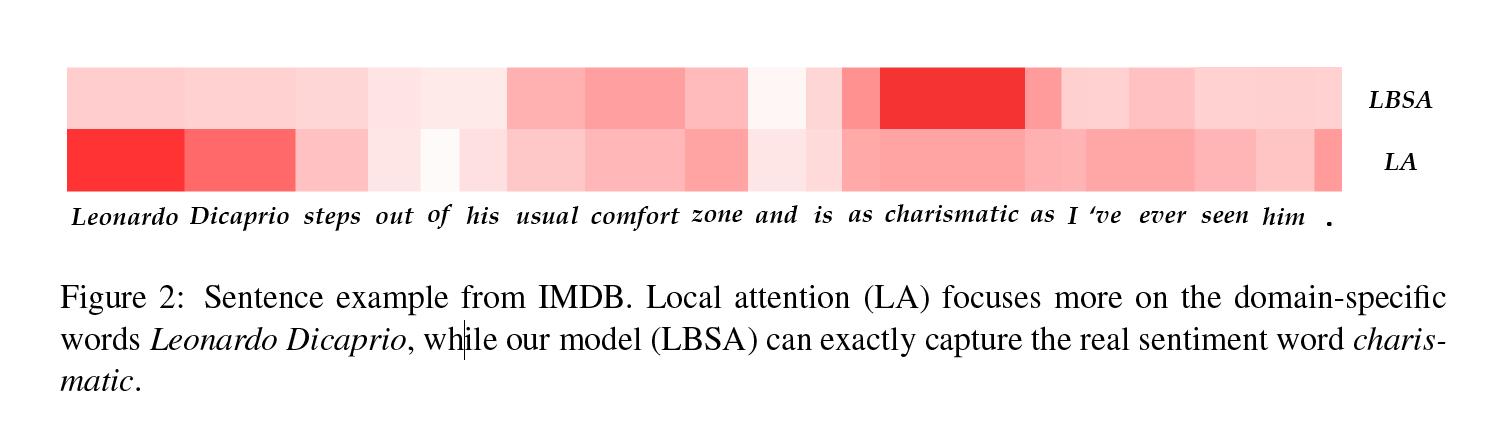 LBSA
LA
Leonardo Dicaprio steps out of his usual comfort zone and is as charismatic as I ‘ve ever seen him .
Figure 2: Sentence example from IMDB. Local attention (LA) focuses more on the domain-specific
words Leonardo Dicaprio, while our model (LBSA) can exactly capture the real sentiment word charis-
matic.